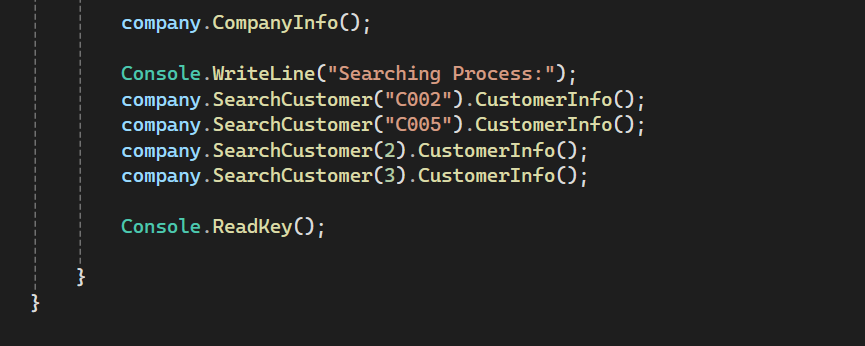 company.CompanyInfo();
Console.WriteLine("Searching Process:");
company.SearchCustomer("C002").CustomerInfo();
company.SearchCustomer("C005").CustomerInfo();
company.SearchCustomer(2).CustomerInfo();
company.SearchCustomer(3).CustomerInfo();
Console.ReadKey();
}
}